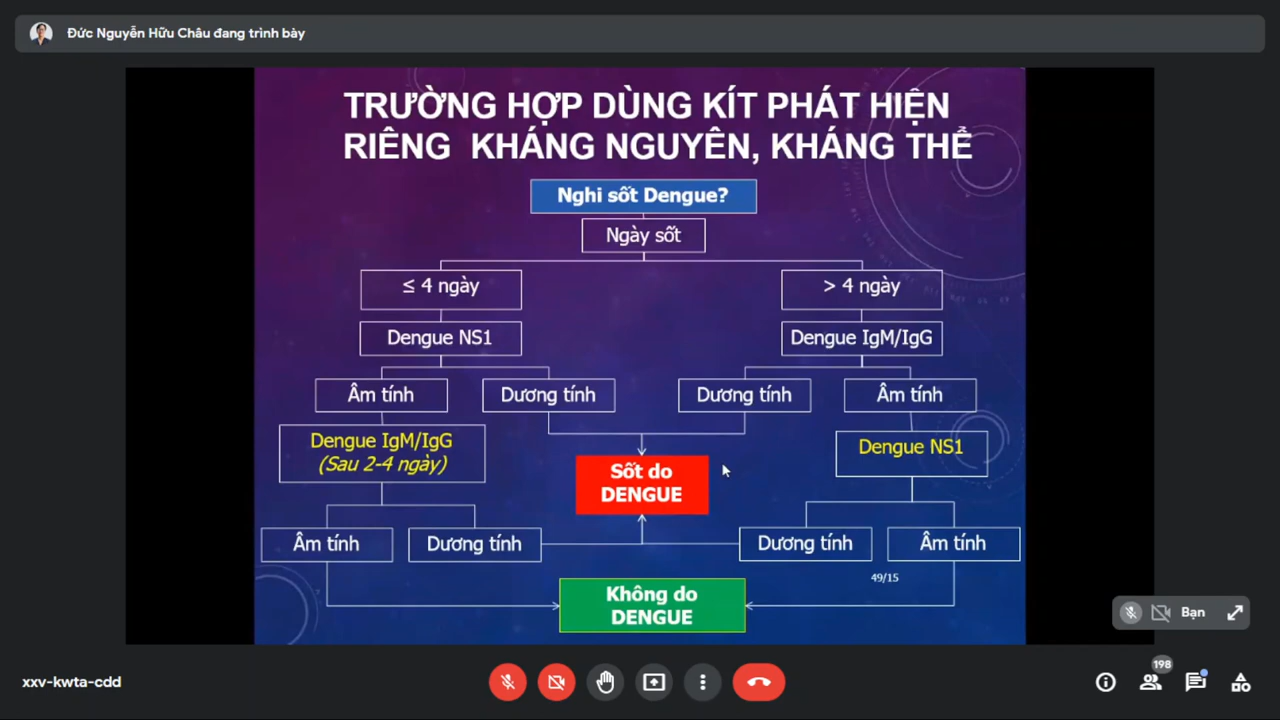 Đức Nguyễn Hữu Châu đang trình bày
TRƯỜNG HỢP DÙNG KÍT PHÁT HIỆN
RIÊNG KHÁNG NGUYÊN, KHÁNG THỂ
Nghi sốt Dengue?
Ngày sốt
≤ 4 ngày
> 4 ngày
Dengue NS1
Dengue IgM/IgG
Âm tính
Dương tính
Dương tính
Âm tính
Dengue IgM/IgG
(Sau 2-4 ngày)
Dengue NS1
Sốt do
DENGUE
Âm tính
Dương tính
Dương tính
Âm tính
49/15
Không do
DENGUE
Bạn
xxv-kwta-cdd
198